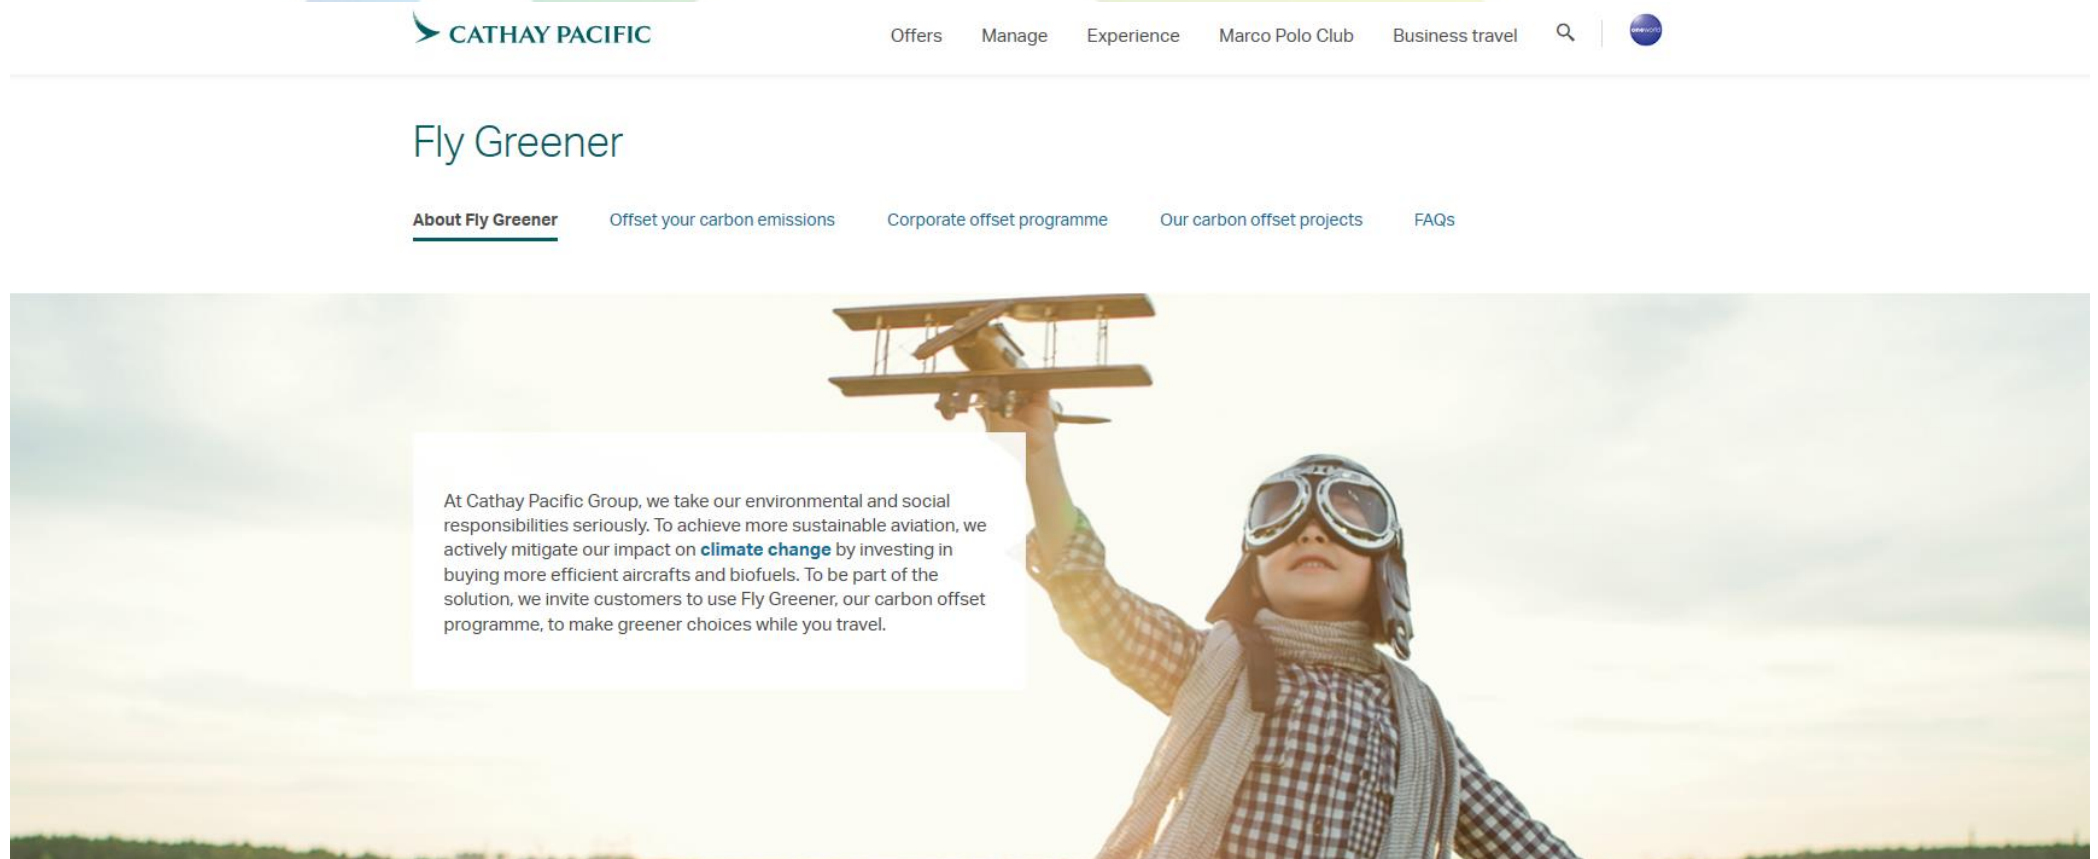 CATHAY PACIFIC
Offers
Manage
Experience
Marco Polo Club
Business travel
oneworld
Fly Greener
About Fly Greener
Offset your carbon emissions
Corporate offset programme
Our carbon offset projects
FAQs
At Cathay Pacific Group, we take our environmental and social
responsibilities seriously. To achieve more sustainable aviation, we
actively mitigate our impact on climate change by investing in
buying more efficient aircrafts and biofuels. To be part of the
solution, we invite customers to use Fly Greener, our carbon offset
programme, to make greener choices while you travel.